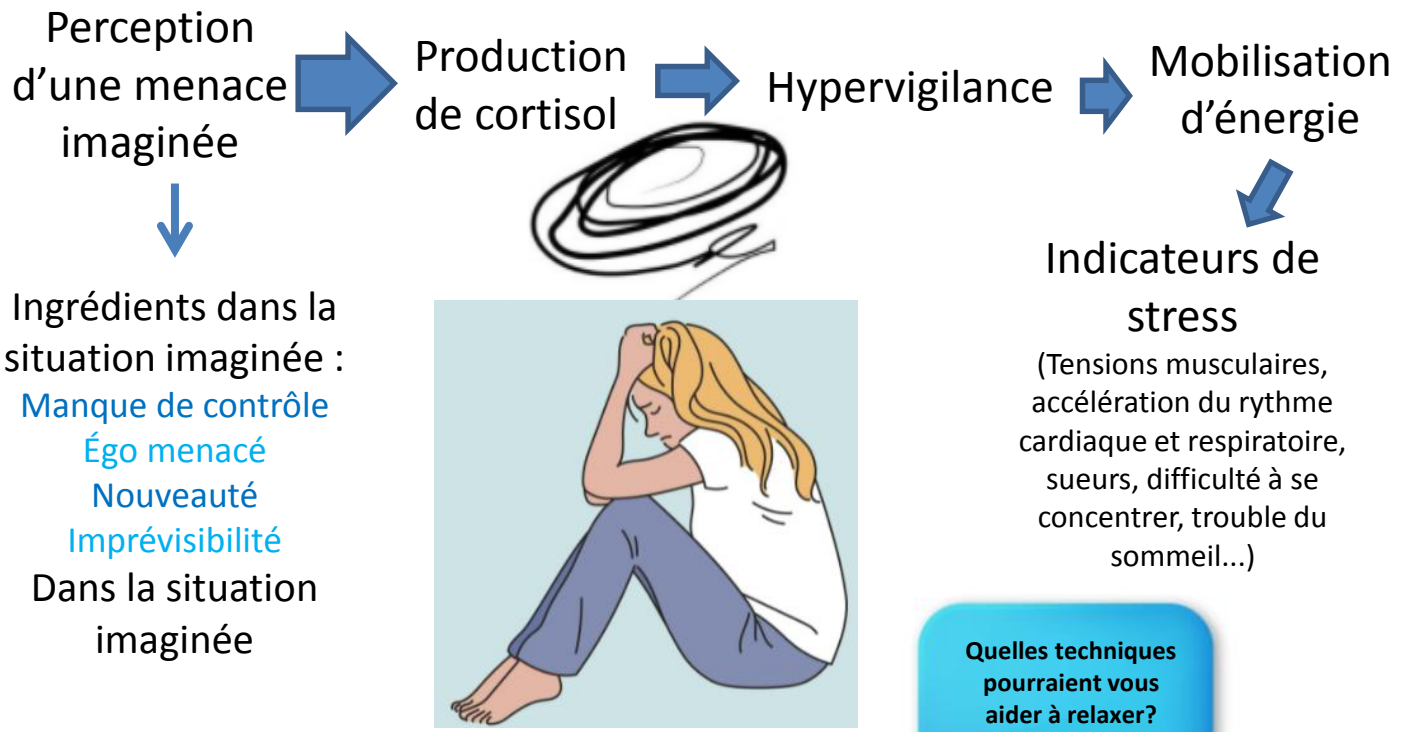 Perception
d’une menace
imaginée
Production
de cortisol
Hypervigilance
Mobilisation
d’énergie
Ingrédients dans la
situation imaginée :
Manque de contrôle
Égo menacé
Nouveauté
Imprévisibilité
Dans la situation
imaginée
Indicateurs de
stress
(Tensions musculaires,
accélération du rythme
cardiaque et respiratoire,
sueurs, difficulté à se
concentrer, trouble du
sommeil...)
Quelles techniques
pourraient vous
aider à relaxer?